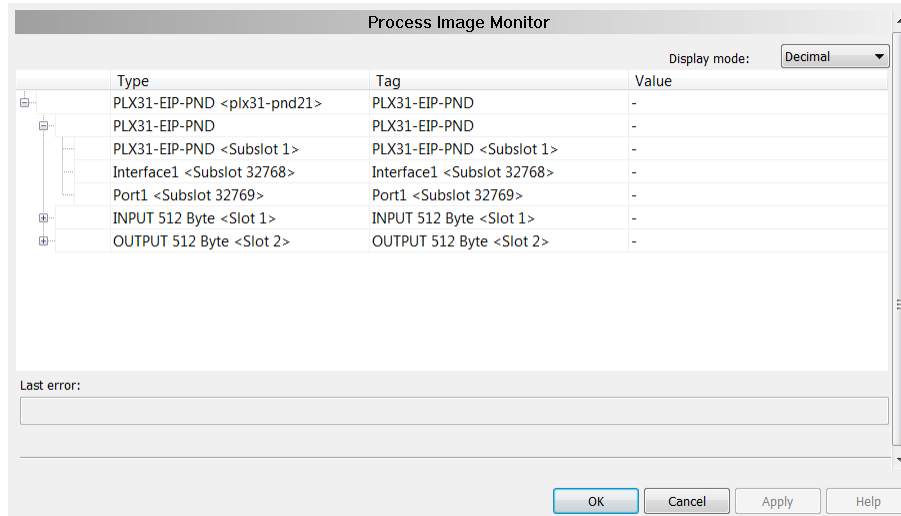 Process Image Monitor
Display mode: Decimal
Type Tag Value
PLX31-EIP-PND <plx31-pnd21> PLX31-EIP-PND -
PLX31-EIP-PND PLX31-EIP-PND -
PLX31-EIP-PND <Subslot 1> PLX31-EIP-PND <Subslot 1> -
Interface1 <Subslot 32768> Interface1 <Subslot 32768> -
Port1 <Subslot 32769> Port1 <Subslot 32769> -
INPUT 512 Byte <Slot 1> INPUT 512 Byte <Slot 1> -
OUTPUT 512 Byte <Slot 2> OUTPUT 512 Byte <Slot 2> -
Last error:
OK Cancel Apply Help